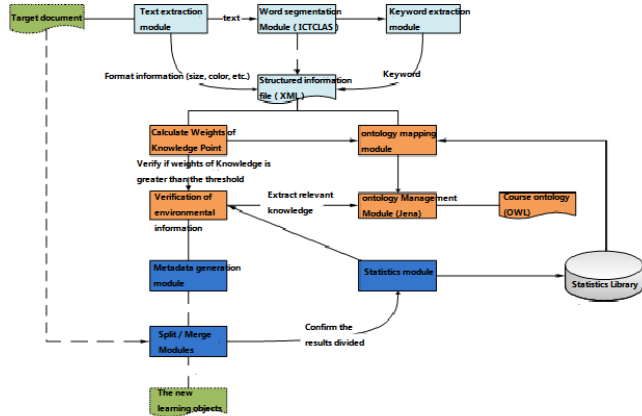 Target document
Text extraction
module
text
Word segmentation
Module ( ICTCLAS )
Keyword extraction
module
Format information (size, color, etc.)
Keyword
Structured information
file ( XML )
Calculate Weights of
Knowledge Point
ontology mapping
module
Verify if weights of Knowledge is
greater than the threshold
Verification of
environmental
information
Extract relevant
knowledge
ontology Management
Module (Jena)
Course ontology
(OWL)
Metadata generation
module
Statistics module
Statistics Library
Split / Merge
Modules
Confirm the
results divided
The new
learning objects